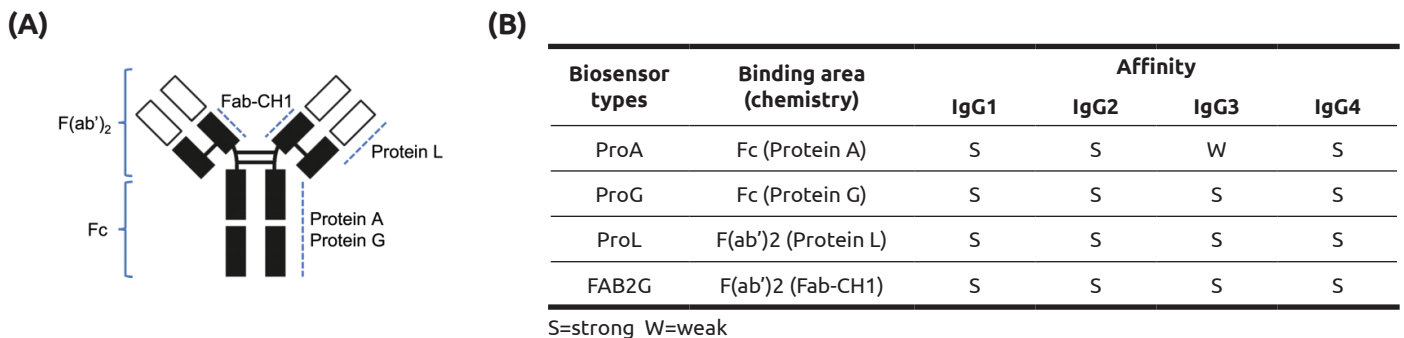 (A)
F(ab')₂
Fab-CH1
Protein L
Fc
Protein A
Protein G
(B)
Biosensor types Binding area (chemistry) Affinity
IgG1 IgG2 IgG3 IgG4
ProA Fc (Protein A) S S W S
ProG Fc (Protein G) S S S S
ProL F(ab’)2 (Protein L) S S S S
FAB2G F(ab’)2 (Fab-CH1) S S S S
S=strong W=weak